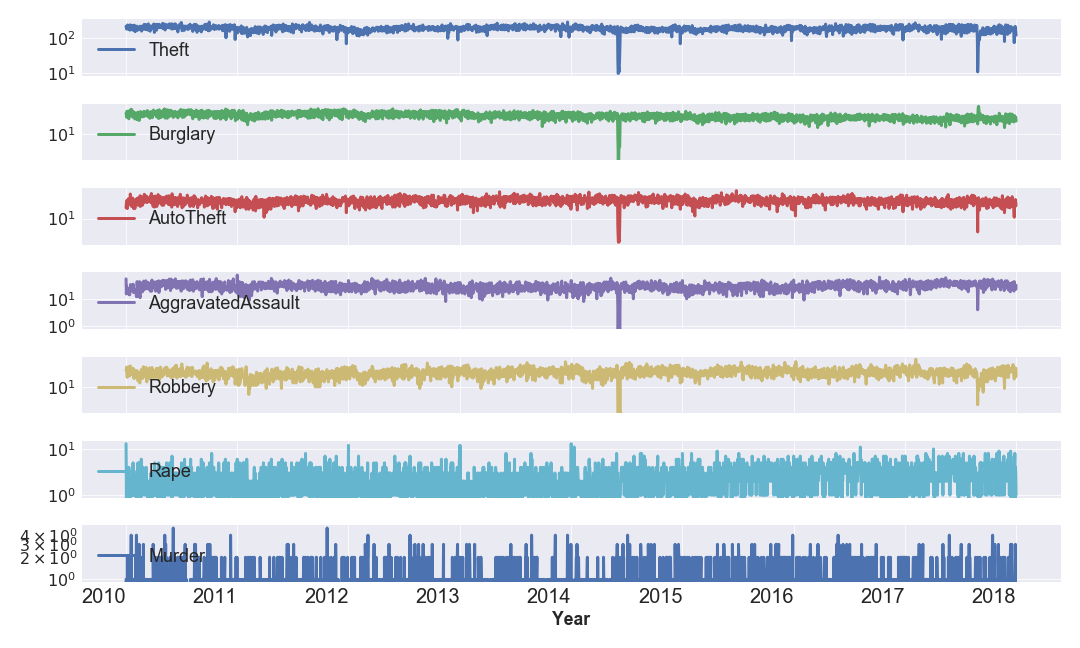 10²
10¹
Theft
10¹
Burglary
10¹
AutoTheft
10¹
10⁰
AggravatedAssault
10¹
Robbery
10¹
10⁰
Rape
4 × 10⁰
3 × 10⁰
2 × 10⁰
10⁰
Murder
2010 2011 2012 2013 2014 2015 2016 2017 2018
Year